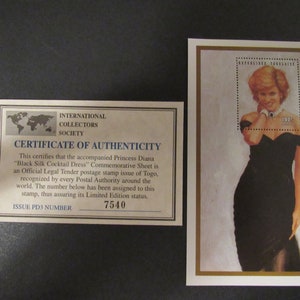 INTERNATIONAL
COLLECTORS
SOCIETY
CERTIFICATE OF AUTHENTICITY
This certifies that the accompanied Princess Diana
"Black Silk Cocktail Dress" Commemorative Sheet is
an Official Legal Tender postage stamp issue of Togo,
recognized by every Postal Authority around the
world. The number below has been assigned to this
stamp, thus assuring its Limited Edition status.
ISSUE PD3 NUMBER 7540
REPUBLIQUE TOGOLAISE